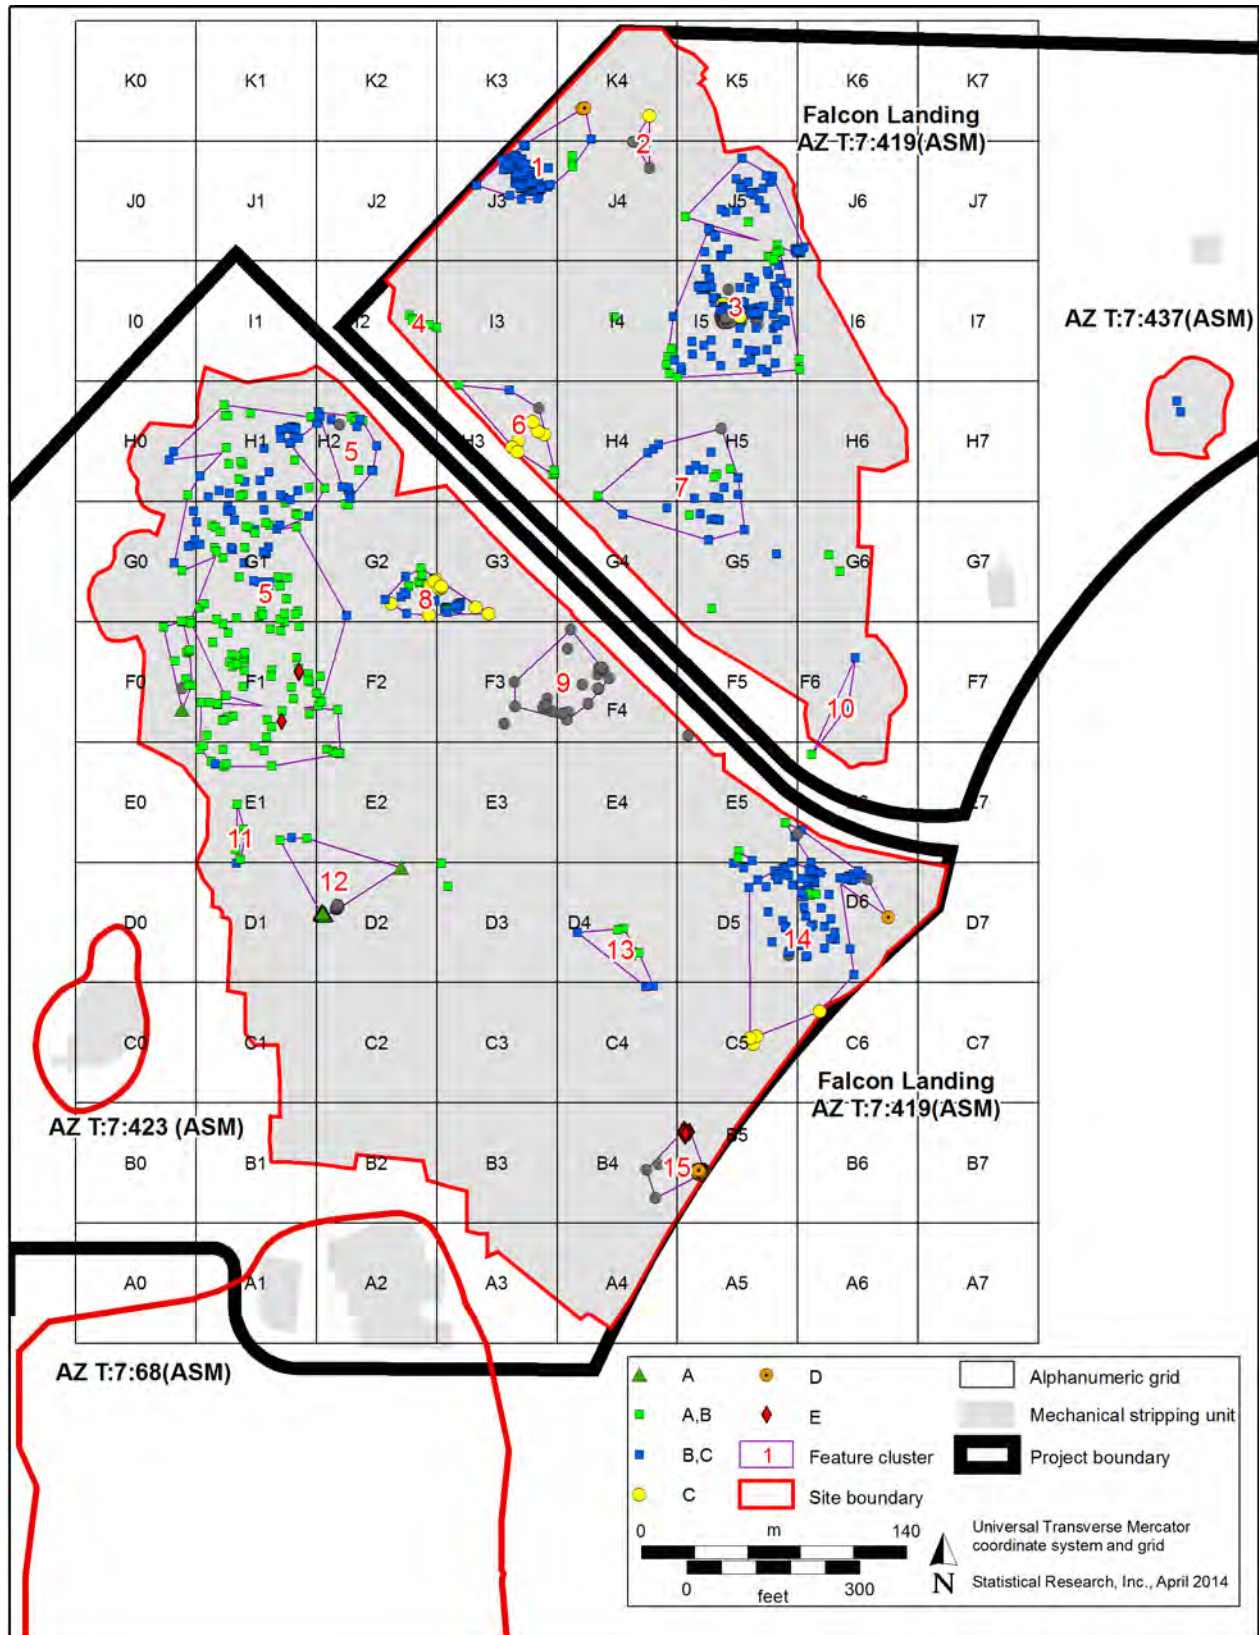 K0 K1 K2 K3 K4 K5 K6 K7
Falcon Landing
AZ T:7:419(ASM)
2
1
J0 J1 J2 J3 J4 J5 J6 J7
I0 I1 I2 4 I3 I4 I5 3 I6 I7
AZ T:7:437(ASM)
6
H0 H1 H2 5 H3 H4 H5 H6 H7
7
G0 G1 G2 G3 G4 G5 G6 G7
5 8
F0 F1 F2 F3 9 F4 F5 F6 F7
10
E0 E1 E2 E3 E4 E5
11
12
D0 D1 D2 D3 D4 D5 D6 D7
13 14
C0 C1 C2 C3 C4 C5 C6 C7
Falcon Landing
AZ T:7:419(ASM)
AZ T:7:423 (ASM)
B5
B0 B1 B2 B3 B4 15 B6 B7
A0 A1 A2 A3 A4 A5 A6 A7
AZ T:7:68(ASM)
A D Alphanumeric grid
A,B E Mechanical stripping unit
B,C 1 Feature cluster Project boundary
C Site boundary
0 m 140
0 feet 300
N
Universal Transverse Mercator
coordinate system and grid
Statistical Research, Inc., April 2014